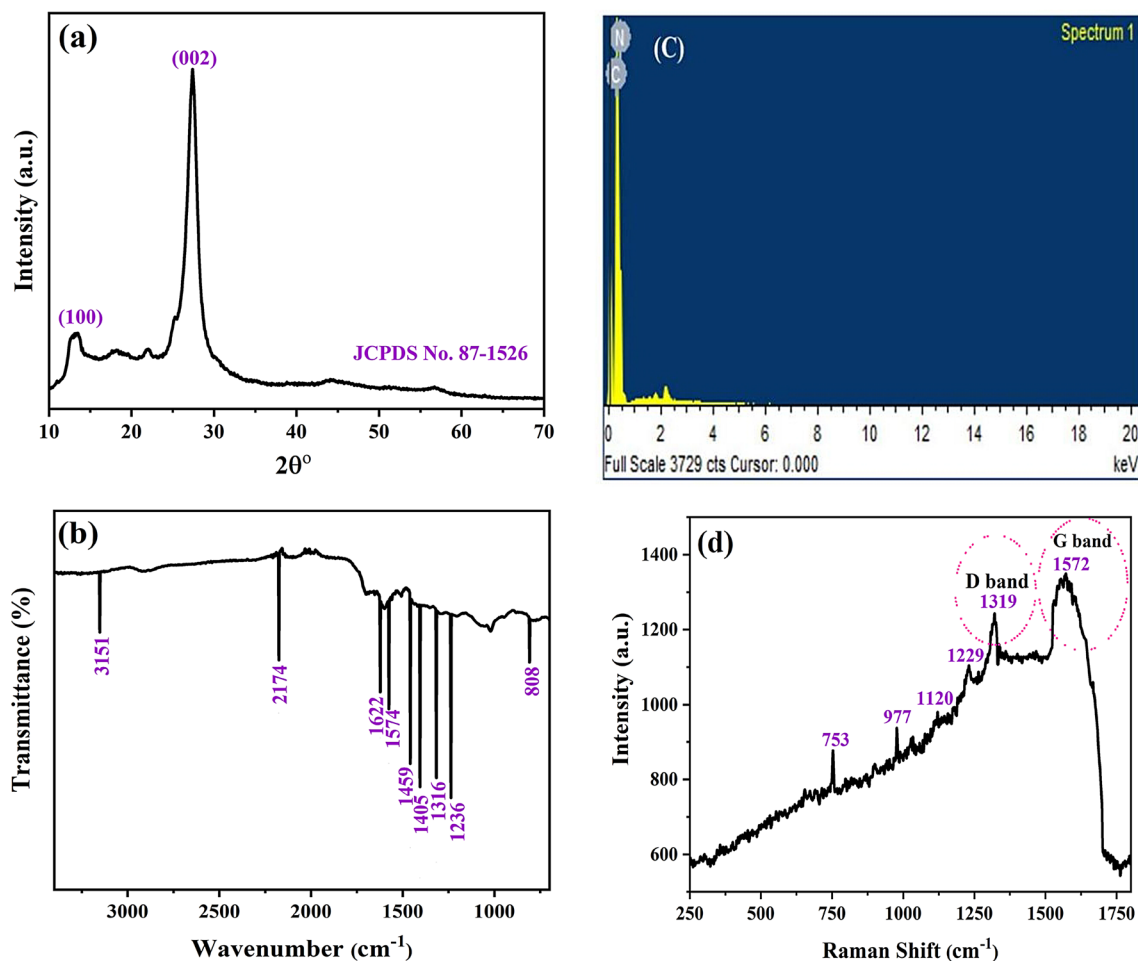 (a)
(002)
(100)
JCPDS No. 87-1526
Intensity (a.u.)
10 20 30 40 50 60 70
2θ°
(C)
Spectrum 1
N
C
0 2 4 6 8 10 12 14 16 18 20
Full Scale 3729 cts Cursor: 0.000 keV
(b)
Transmittance (%)
3151
2174
1622
1574
1459
1405
1316
1236
808
3000 2500 2000 1500 1000
Wavenumber (cm-1)
(d)
G band
1572
D band
1319
1229
1120
977
753
Intensity (a.u.)
1400
1200
1000
800
600
250 500 750 1000 1250 1500 1750
Raman Shift (cm-1)